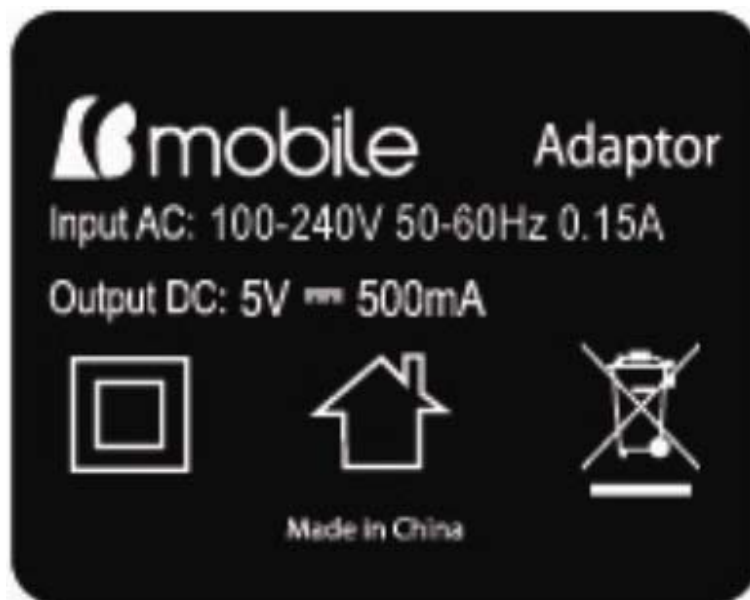 B mobile Adaptor
Input AC: 100-240V 50-60Hz 0.15A
Output DC: 5V ⎓ 500mA
Made in China